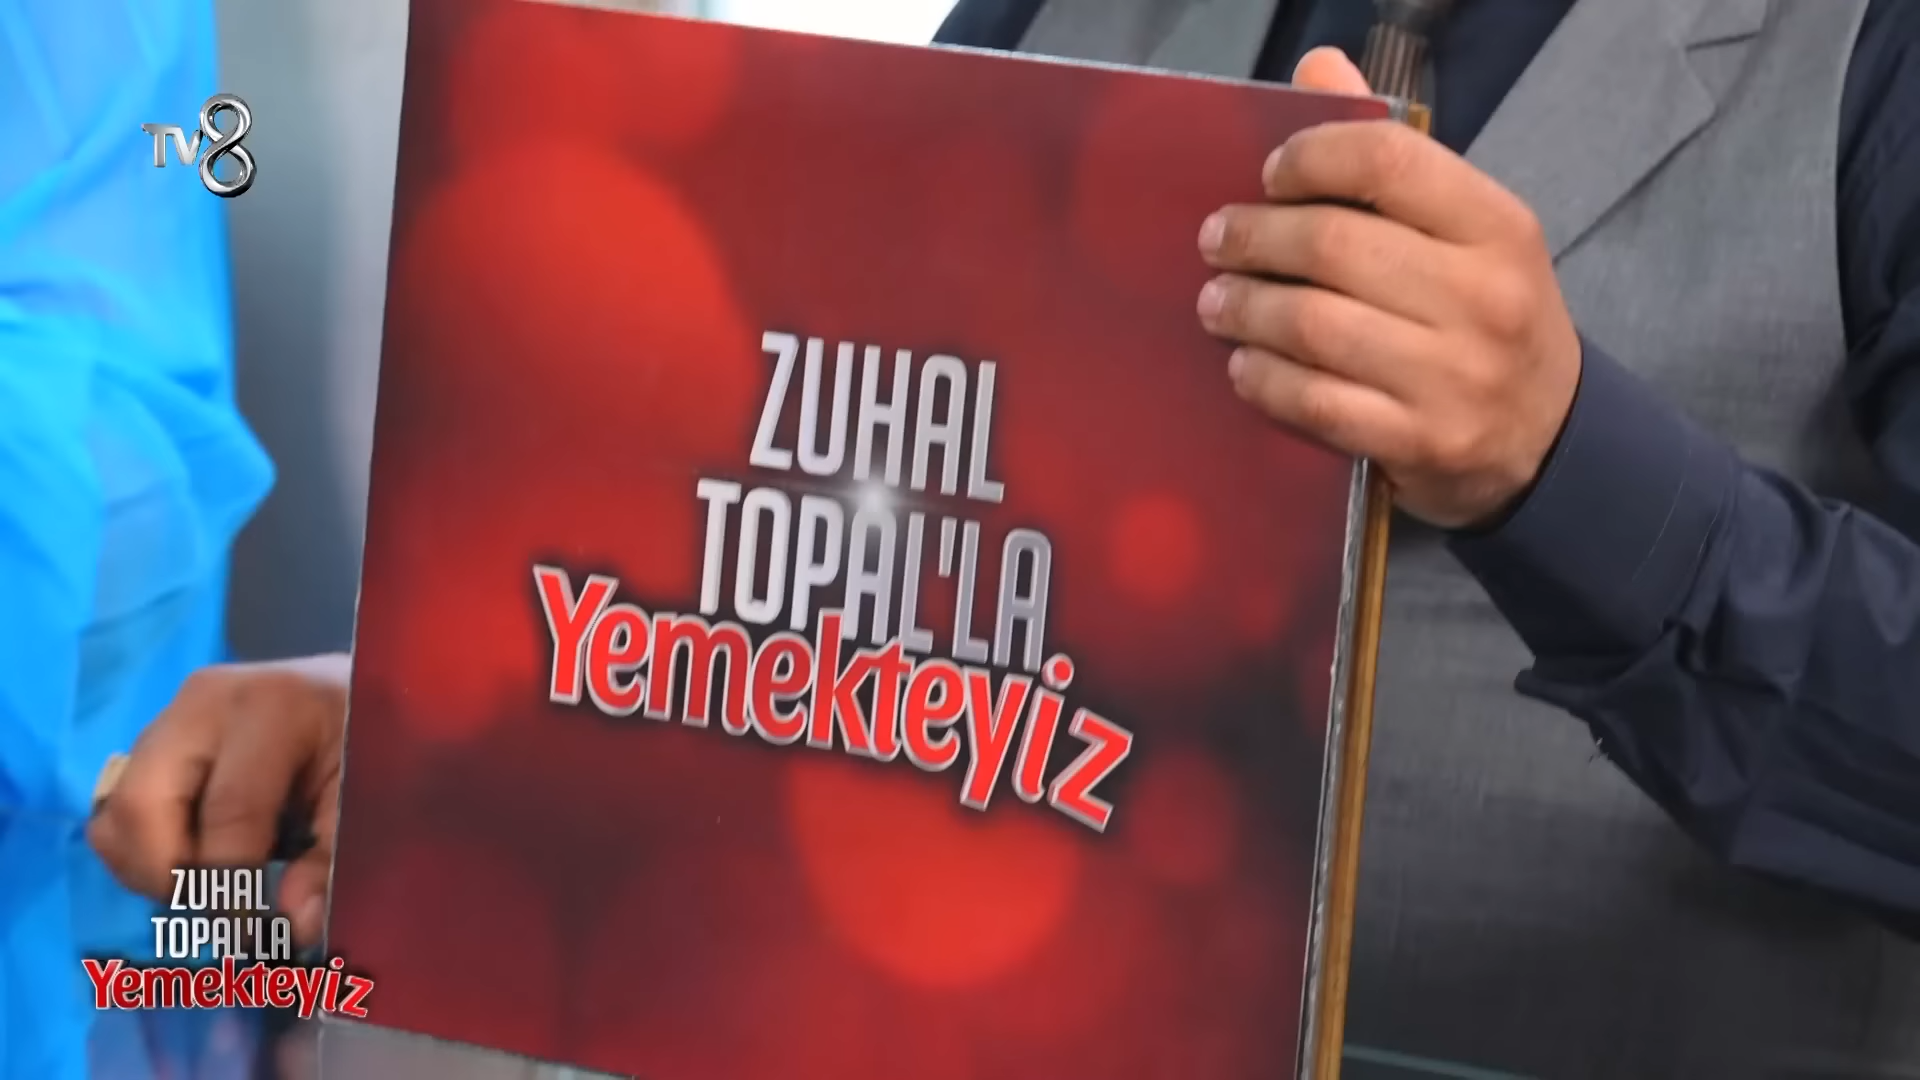 TV8
ZUHAL
TOPAL'LA
Yemekteyiz
ZUHAL
TOPAL'LA
Yemekteyiz